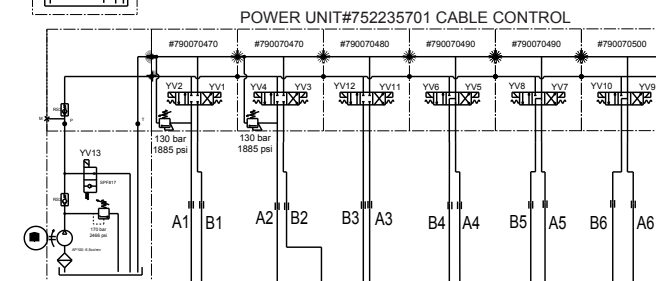 POWER UNIT#752235701 CABLE CONTROL
#790070470 #790070470 #790070480 #790070490 #790070490 #790070500
YV2 YV1 YV4 YV3 YV12 YV11 YV6 YV5 YV8 YV7 YV10 YV9
M P T
130 bar 130 bar
1885 psi 1885 psi
YV13
170 bar
A1 B1 A2 B2 B3 A3 B4 A4 B5 A5 B6 A6